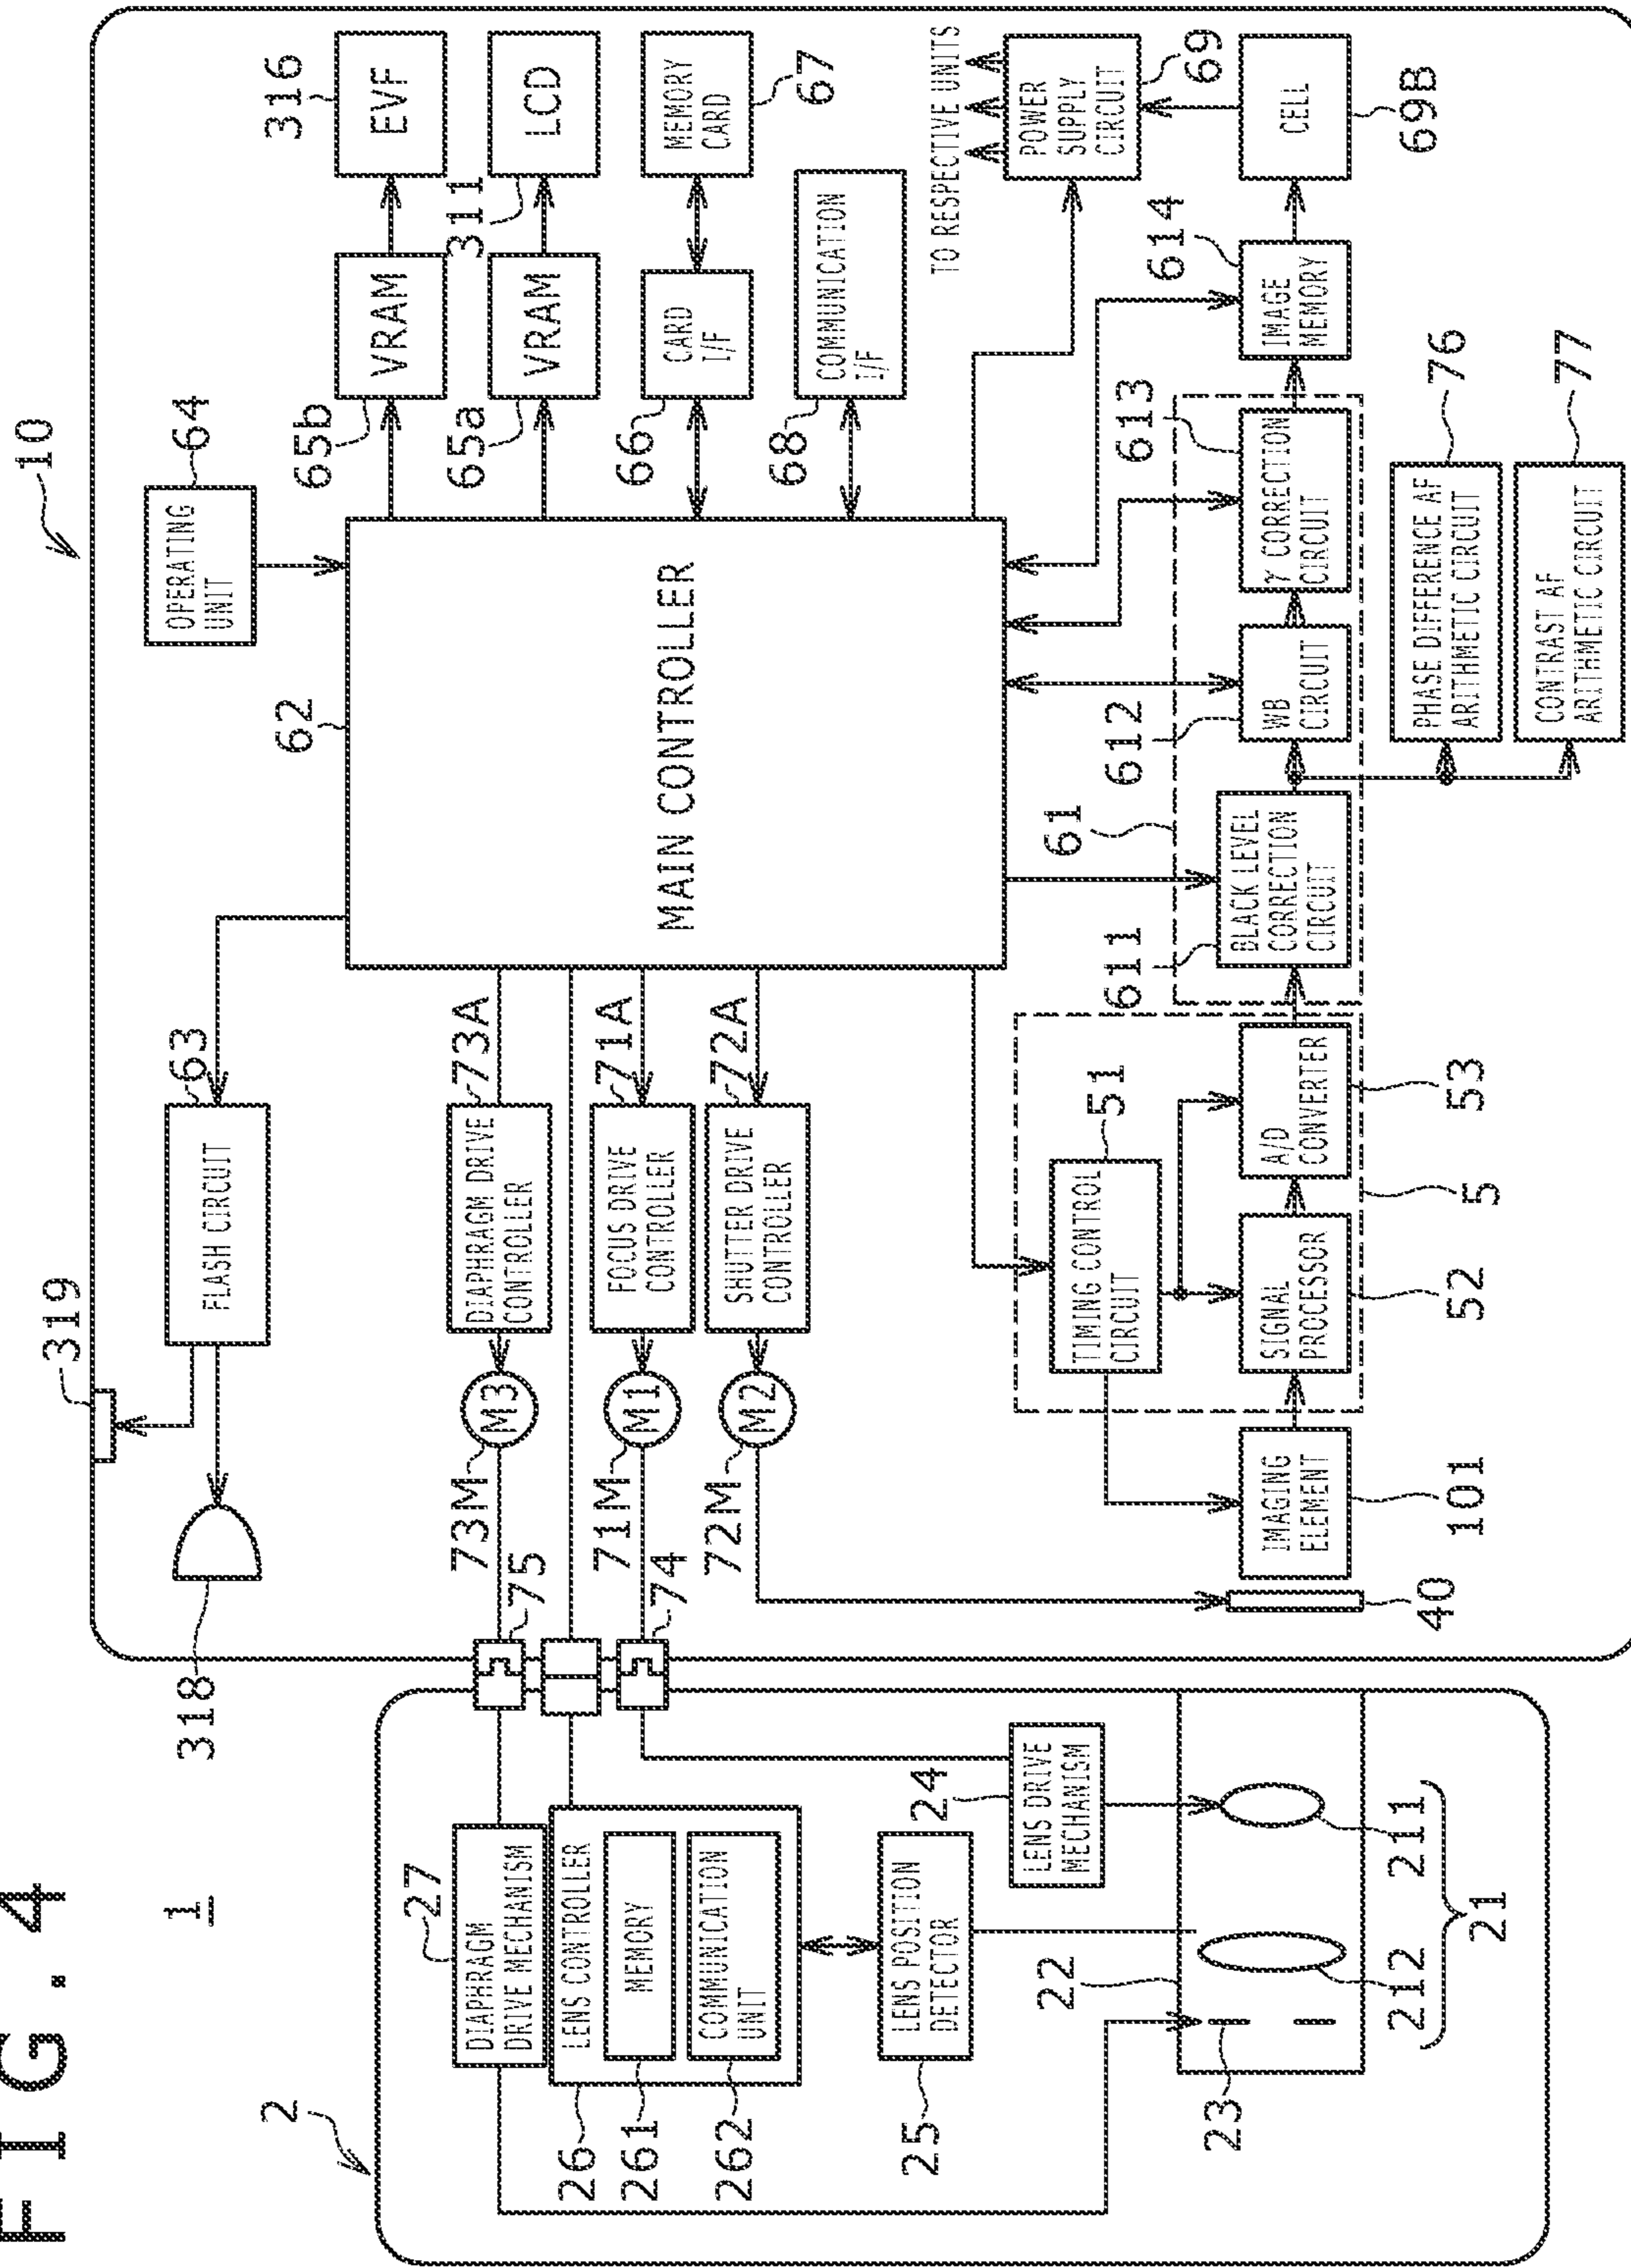 FIG. 4
1
10
319
318
63
FLASH CIRCUIT
OPERATING
UNIT
64
62
MAIN CONTROLLER
316
EVF
VRAM
65b
311
LCD
VRAM
65a
MEMORY
CARD
67
CARD
I/F
66
COMMUNICATION
I/F
68
TO RESPECTIVE UNITS
POWER
SUPPLY
CIRCUIT
69
CELL
69B
73A
DIAPHRAGM DRIVE
CONTROLLER
M3
73M
75
71A
FOCUS DRIVE
CONTROLLER
M1
71M
74
72A
SHUTTER DRIVE
CONTROLLER
M2
72M
2
27
DIAPHRAGM
DRIVE MECHANISM
LENS CONTROLLER
MEMORY
COMMUNICATION
UNIT
26
261
262
LENS POSITION
DETECTOR
25
24
LENS DRIVE
MECHANISM
22
23
212
211
21
40
IMAGING
ELEMENT
101
51
TIMING CONTROL
CIRCUIT
SIGNAL
PROCESSOR
52
A/D
CONVERTER
53
5
61
611
BLACK LEVEL
CORRECTION
CIRCUIT
612
WB
CIRCUIT
613
γ CORRECTION
CIRCUIT
614
IMAGE
MEMORY
PHASE DIFFERENCE AF
ARITHMETIC CIRCUIT
76
CONTRAST AF
ARITHMETIC CIRCUIT
77